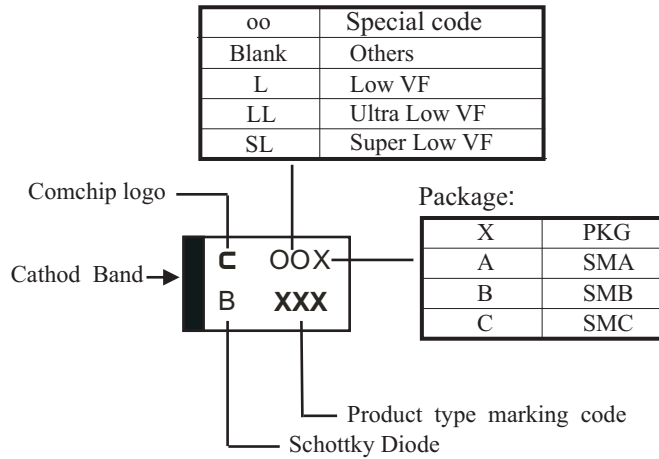 oo Special code
Blank Others
L Low VF
LL Ultra Low VF
SL Super Low VF
Comchip logo
Package:
X PKG
A SMA
B SMB
C SMC
Cathod Band
C OOX
B XXX
Product type marking code
Schottky Diode